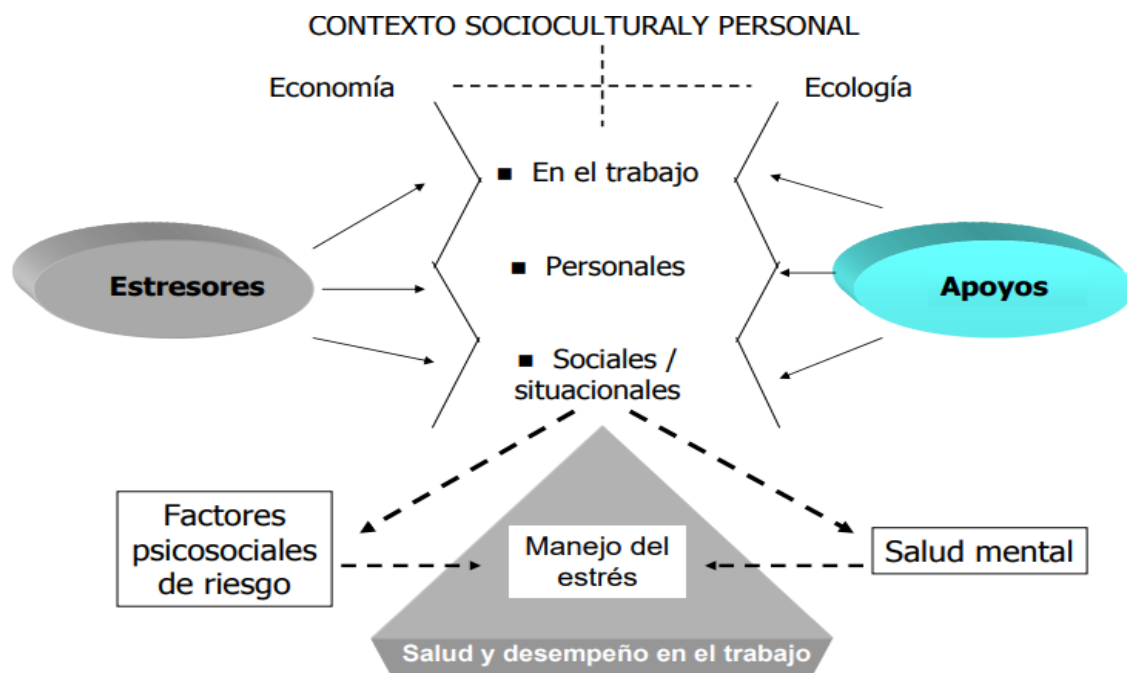 CONTEXTO SOCIOCULTURALY PERSONAL
Economía
Ecología
▪ En el trabajo
Estresores
▪ Personales
Apoyos
▪ Sociales /
situacionales
Factores
psicosociales
de riesgo
Manejo del
estrés
Salud mental
Salud y desempeño en el trabajo